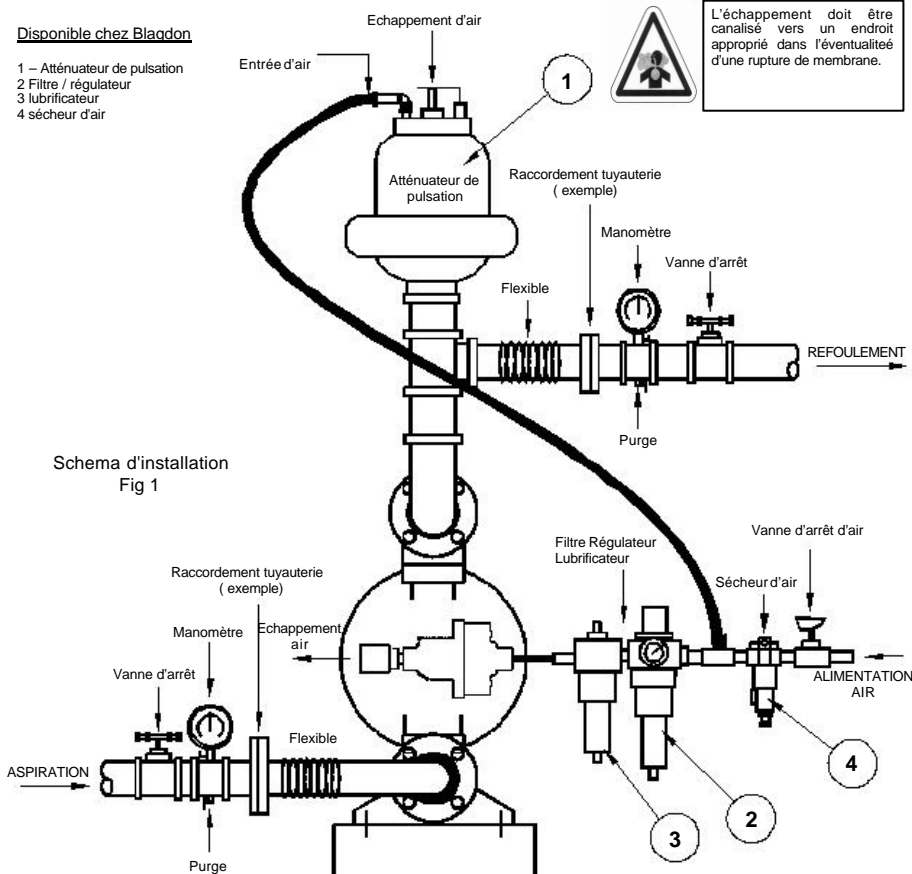 Disponible chez Blagdon
1 – Atténuateur de pulsation
2 Filtre / régulateur
3 lubrificateur
4 sécheur d'air
Echappement d'air
Entrée d'air
1
L'échappement doit être
canalisé vers un endroit
approprié dans l'éventualiteé
d'une rupture de membrane.
Atténuateur de
pulsation
Raccordement tuyauterie
( exemple)
Manomètre
Vanne d'arrêt
Flexible
REFOULEMENT
Purge
Schema d'installation
Fig 1
Filtre Régulateur
Lubrificateur
Vanne d'arrêt d'air
Sécheur d'air
Raccordement tuyauterie
( exemple)
Manomètre
Echappement
air
Vanne d'arrêt
ALIMENTATION
AIR
Flexible
ASPIRATION
4
2
3
Purge